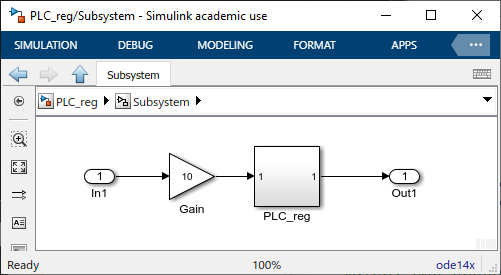 PLC_reg/Subsystem - Simulink academic use
SIMULATION DEBUG MODELING FORMAT APPS
Subsystem
PLC_reg Subsystem
1 10 1 1 1
In1 Gain PLC_reg Out1
Ready 100% ode14x